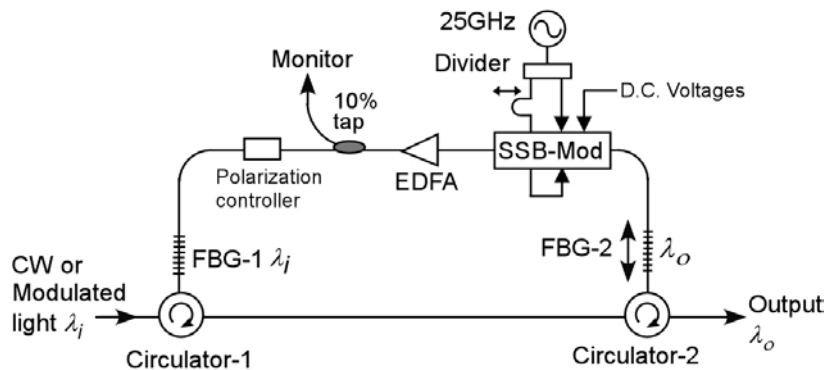 25GHz
Divider
D.C. Voltages
Monitor
10%
tap
SSB-Mod
EDFA
Polarization
controller
FBG-1 λi
FBG-2
λo
CW or
Modulated
light λi
Circulator-1
Circulator-2
Output
λo